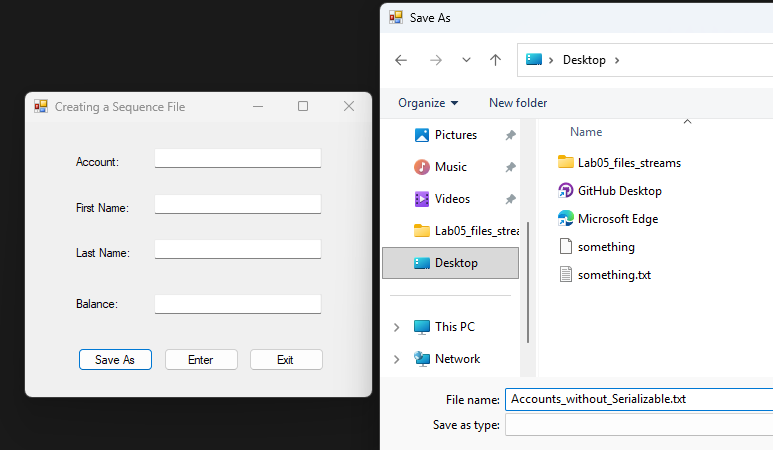 Creating a Sequence File
Account:
First Name:
Last Name:
Balance:
Save As Enter Exit
Save As
Desktop
Organize New folder
Pictures
Music
Videos
Lab05_files_strea
Desktop
This PC
Network
Name
Lab05_files_streams
GitHub Desktop
Microsoft Edge
something
something.txt
File name: Accounts_without_Serializable.txt
Save as type: